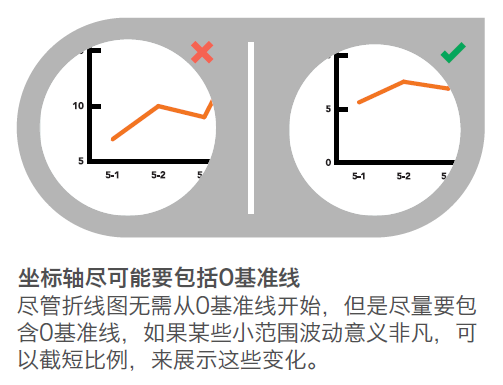 10
5
5-1 5-2
5
0
5-1 5-2
坐标轴尽可能要包括0基准线
尽管折线图无需从0基准线开始，但是尽量要包
含0基准线，如果某些小范围波动意义非凡，可
以截短比例，来展示这些变化。